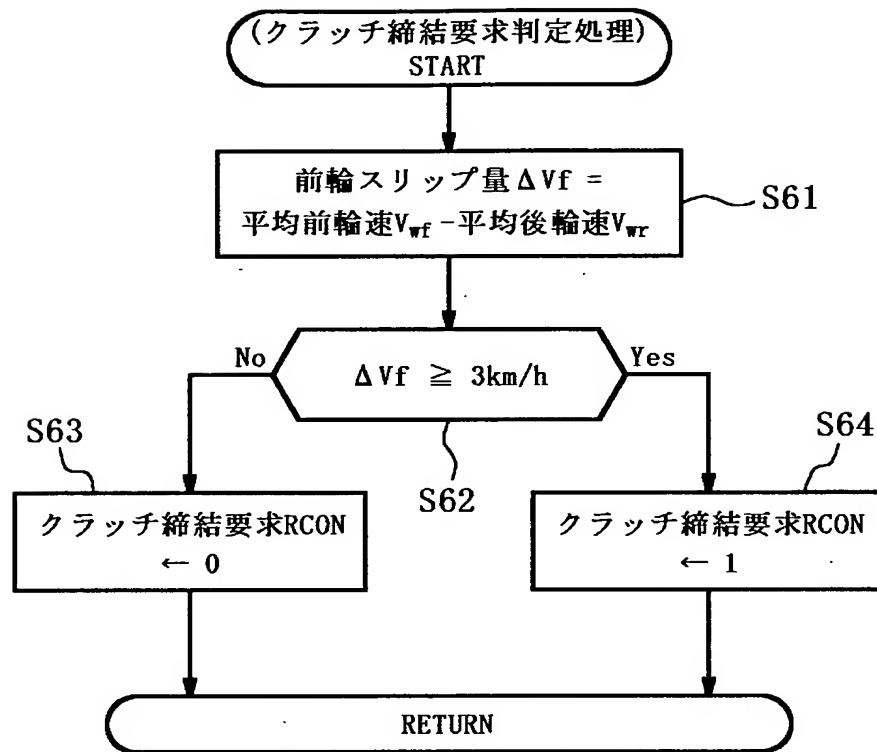 (クラッチ締結要求判定処理)
START
前輪スリップ量ΔVf =
平均前輪速Vwf-平均後輪速Vwr
S61
No
ΔVf ≧ 3km/h
Yes
S62
S63
クラッチ締結要求RCON
← 0
S64
クラッチ締結要求RCON
← 1
RETURN